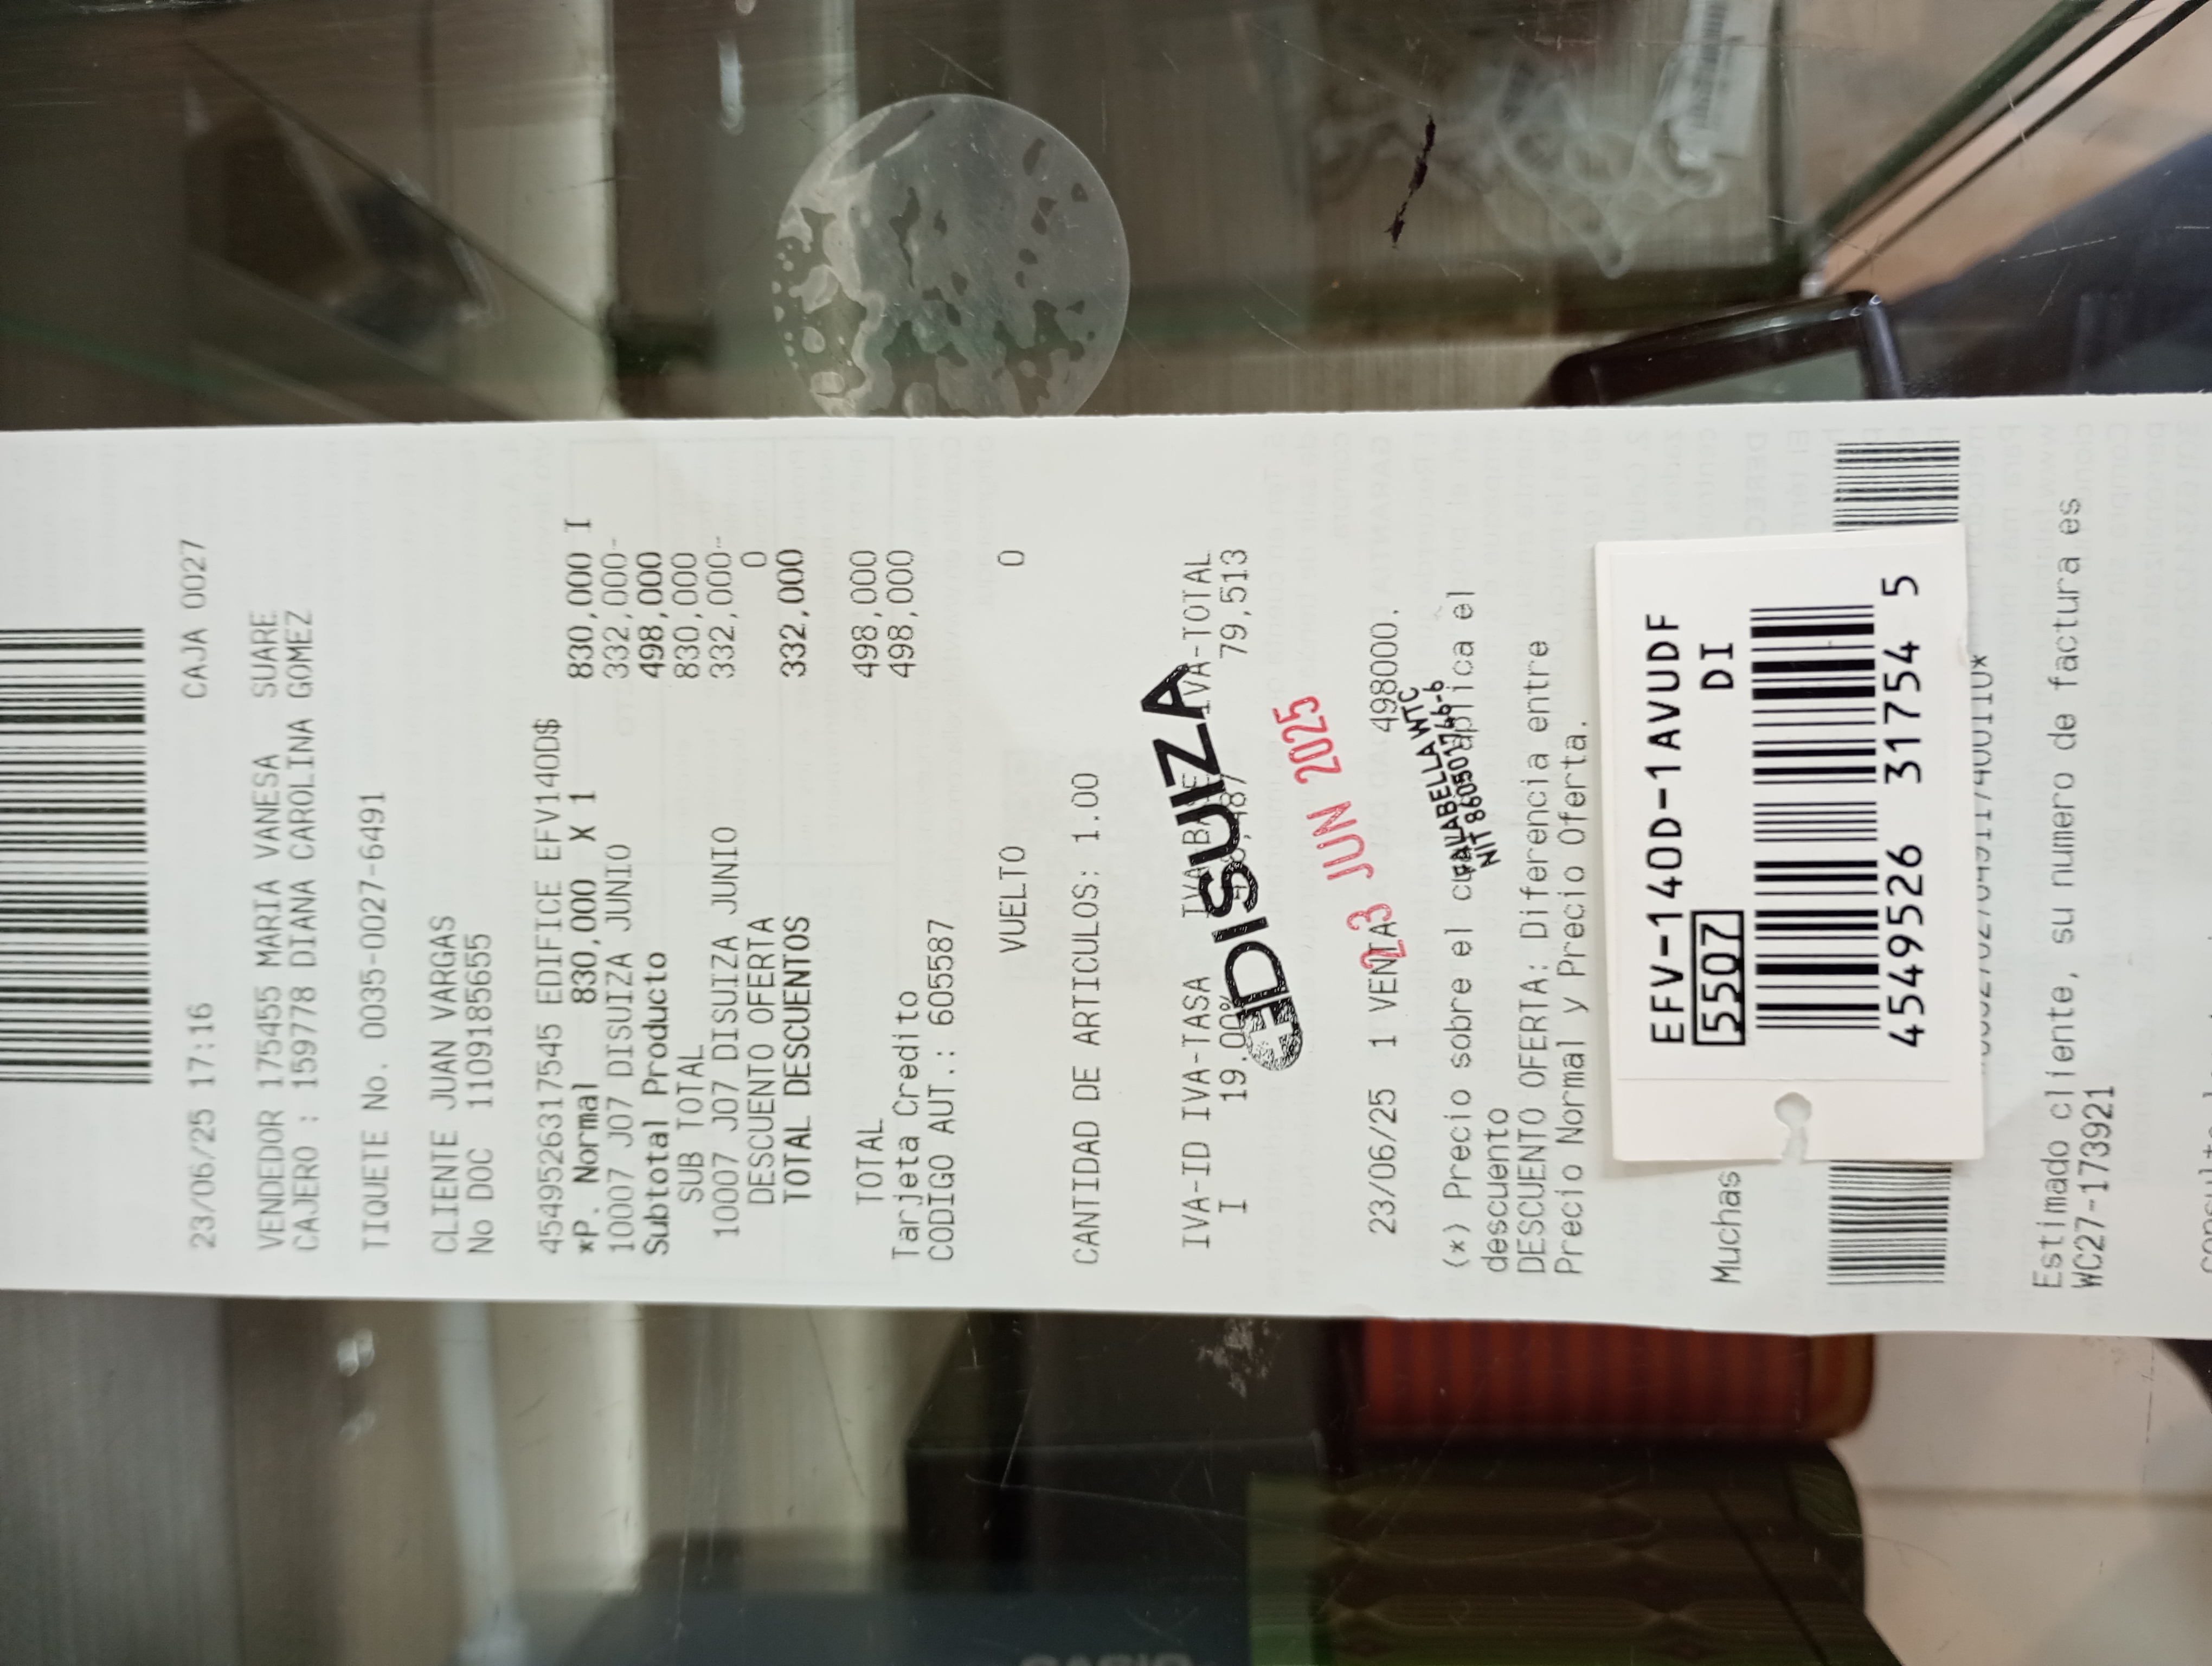 23/06/25 17:16 CAJA 0027
VENDEDOR 175455 MARIA VANESA SUARE
CAJERO : 159778 DIANA CAROLINA GOMEZ
TIQUETE No. 0035-0027-6491
CLIENTE JUAN VARGAS
No DOC 1109185655
4549526317545 EDIFICE EFV140D$
*P. Normal 830,000 X 1 830,000 I
10007 J07 DISUIZA JUNIO 332,000-
Subtotal Producto 498,000
SUB TOTAL 830,000
10007 J07 DISUIZA JUNIO 332,000-
DESCUENTO OFERTA 0
TOTAL DESCUENTOS 332,000
TOTAL 498,000
Tarjeta Credito 498,000
CODIGO AUT.: 605587
VUELTO 0
CANTIDAD DE ARTICULOS: 1.00
IVA-ID IVA-TASA IVA-BASE IVA-TOTAL
I 19.00% 79,513
DISUIZA
23 JUN 2025
23/06/25 1 VENTA 498000.
FALABELLA WTC
NIT 86050
(*) Precio sobre el aplica el
descuento
DESCUENTO OFERTA: Diferencia entre
Precio Normal y Precio Oferta.
EFV-140D-1AVUDF
5507 DI
4549526 31754 5
Muchas
Estimado cliente, su numero de factura es
WC27-173921
CASIO